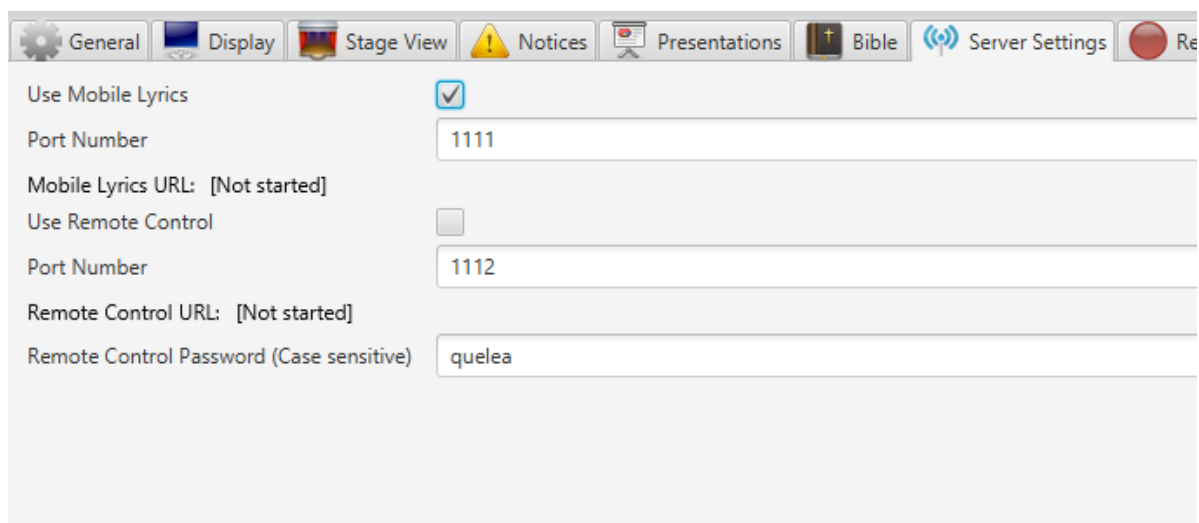 General Display Stage View Notices Presentations Bible Server Settings Re
Use Mobile Lyrics
Port Number 1111
Mobile Lyrics URL: [Not started]
Use Remote Control
Port Number 1112
Remote Control URL: [Not started]
Remote Control Password (Case sensitive) quelea